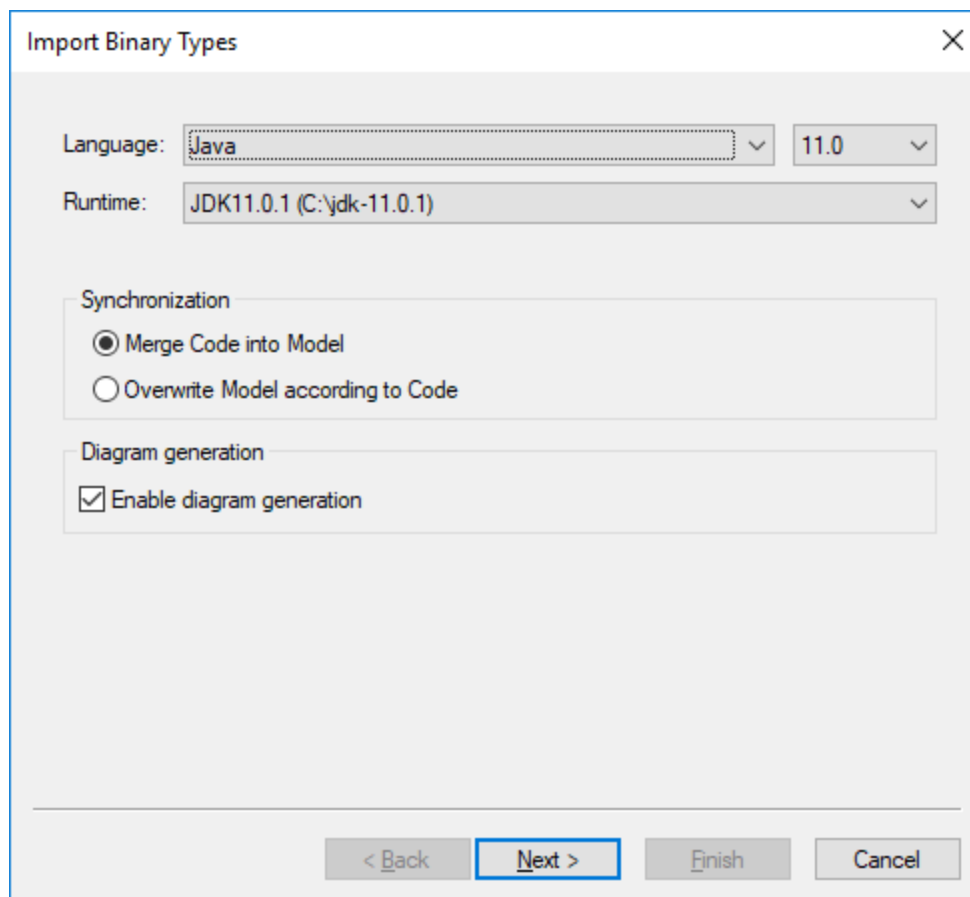 Import Binary Types
Language: Java 11.0
Runtime: JDK11.0.1 (C:\jdk-11.0.1)
Synchronization
Merge Code into Model
Overwrite Model according to Code
Diagram generation
Enable diagram generation
< Back Next > Finish Cancel